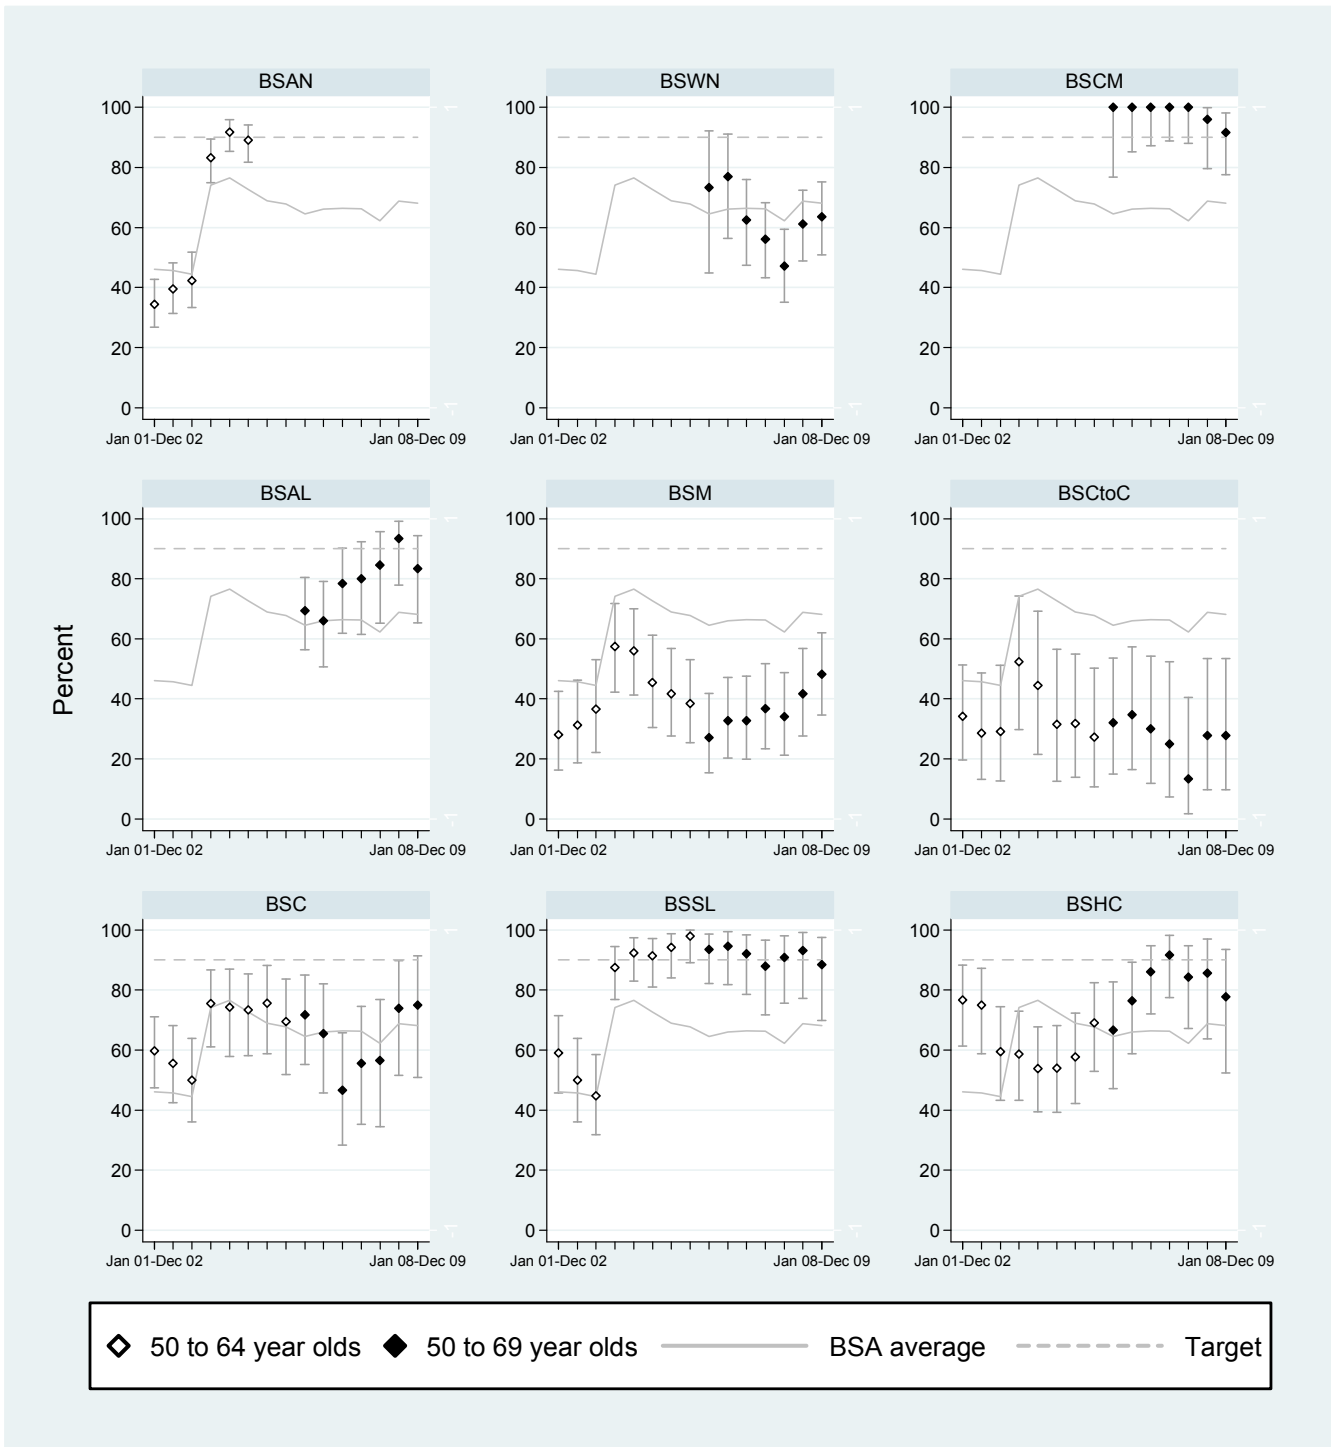 BSAN BSWN BSCM
100 100 100
80 80 80
60 60 60
40 40 40
20 20 20
0 0 0
Jan 01-Dec 02 Jan 08-Dec 09 Jan 01-Dec 02 Jan 08-Dec 09 Jan 01-Dec 02 Jan 08-Dec 09
BSAL BSM BSCtoC
100 100 100
80 80 80
60 60 60
40 40 40
20 20 20
0 0 0
Jan 01-Dec 02 Jan 08-Dec 09 Jan 01-Dec 02 Jan 08-Dec 09 Jan 01-Dec 02 Jan 08-Dec 09
Percent
BSC BSSL BSHC
100 100 100
80 80 80
60 60 60
40 40 40
20 20 20
0 0 0
Jan 01-Dec 02 Jan 08-Dec 09 Jan 01-Dec 02 Jan 08-Dec 09 Jan 01-Dec 02 Jan 08-Dec 09
50 to 64 year olds 50 to 69 year olds BSA average Target